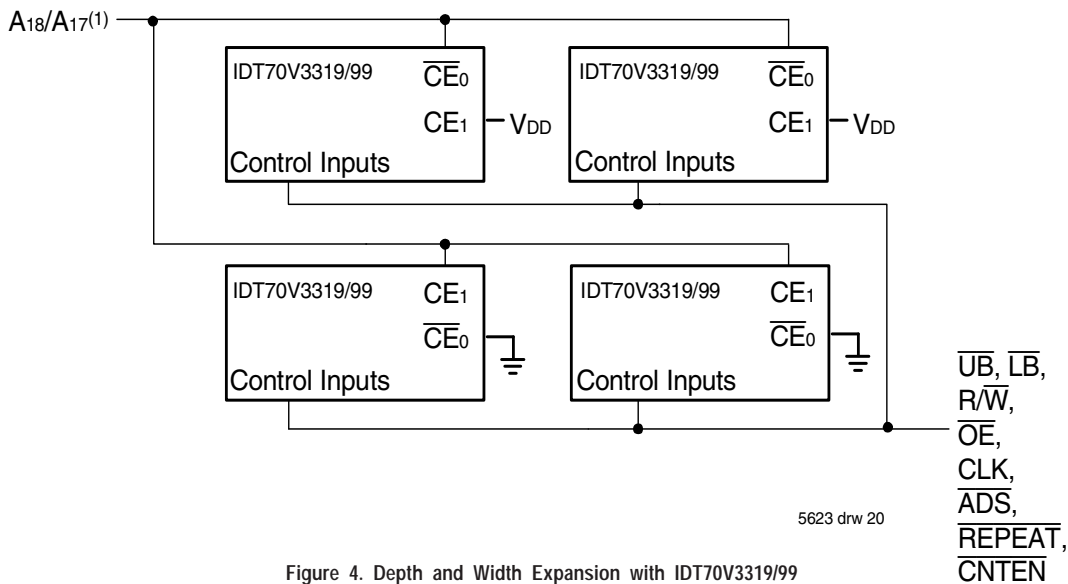 A18/A17(1)
IDT70V3319/99 CE0
CE1 VDD
Control Inputs
IDT70V3319/99 CE0
CE1 VDD
Control Inputs
IDT70V3319/99 CE1
CE0
Control Inputs
IDT70V3319/99 CE1
CE0
Control Inputs
UB, LB,
R/W,
OE,
CLK,
ADS,
REPEAT,
CNTEN
5623 drw 20
Figure 4. Depth and Width Expansion with IDT70V3319/99